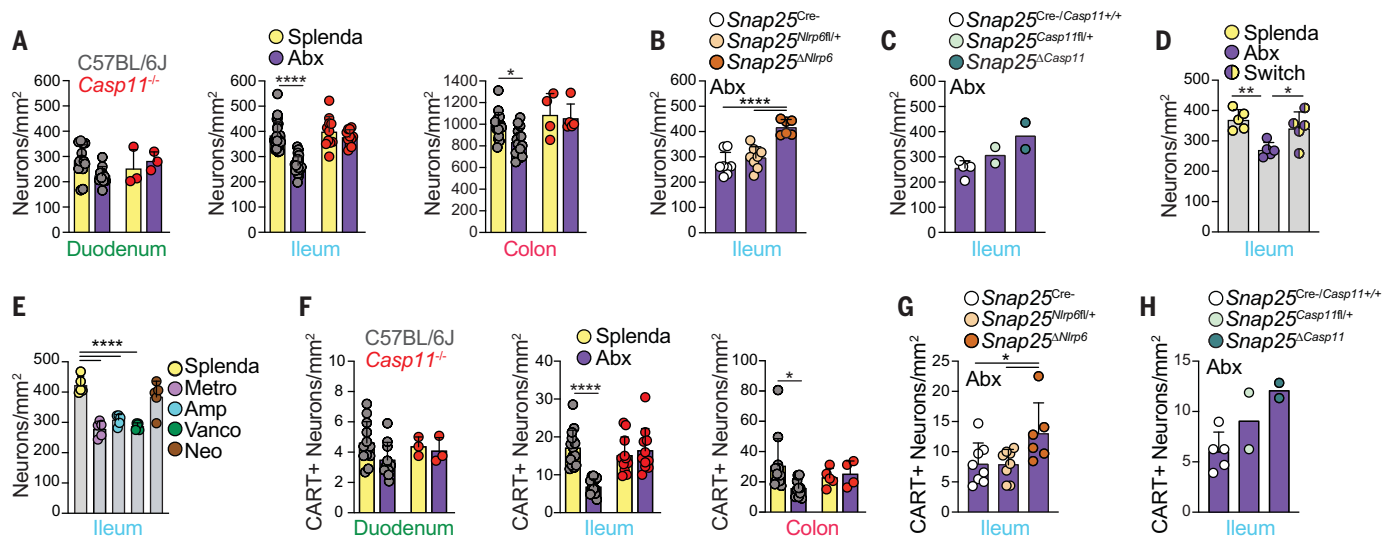 A
C57BL/6J
Casp11-/-
Splenda
Abx
Neurons/mm²
600
500
400
300
200
100
0
Duodenum
Neurons/mm²
600
500
400
300
200
100
0
****
Ileum
Neurons/mm²
1400
1200
1000
800
600
400
200
0
*
Colon
B
Snap25Cre-
Snap25Nlrp6fl/+
Snap25ΔNlrp6
Abx
Neurons/mm²
600
500
400
300
200
100
0
****
Ileum
C
Snap25Cre-/Casp11+/+
Snap25Casp11fl/+
Snap25ΔCasp11
Abx
Neurons/mm²
600
500
400
300
200
100
0
Ileum
D
Splenda
Abx
Switch
Neurons/mm²
500
400
300
200
100
0
** *
Ileum
E
Neurons/mm²
500
400
300
200
100
0
****
Splenda
Metro
Amp
Vanco
Neo
Ileum
F
C57BL/6J
Casp11-/-
Splenda
Abx
CART+ Neurons/mm²
10
8
6
4
2
0
Duodenum
CART+ Neurons/mm²
40
30
20
10
0
****
Ileum
CART+ Neurons/mm²
100
80
60
40
20
0
*
Colon
G
Snap25Cre-
Snap25Nlrp6fl/+
Snap25ΔNlrp6
Abx
CART+ Neurons/mm²
25
20
15
10
5
0
*
Ileum
H
Snap25Cre-/Casp11+/+
Snap25Casp11fl/+
Snap25ΔCasp11
Abx
CART+ Neurons/mm²
15
10
5
0
Ileum